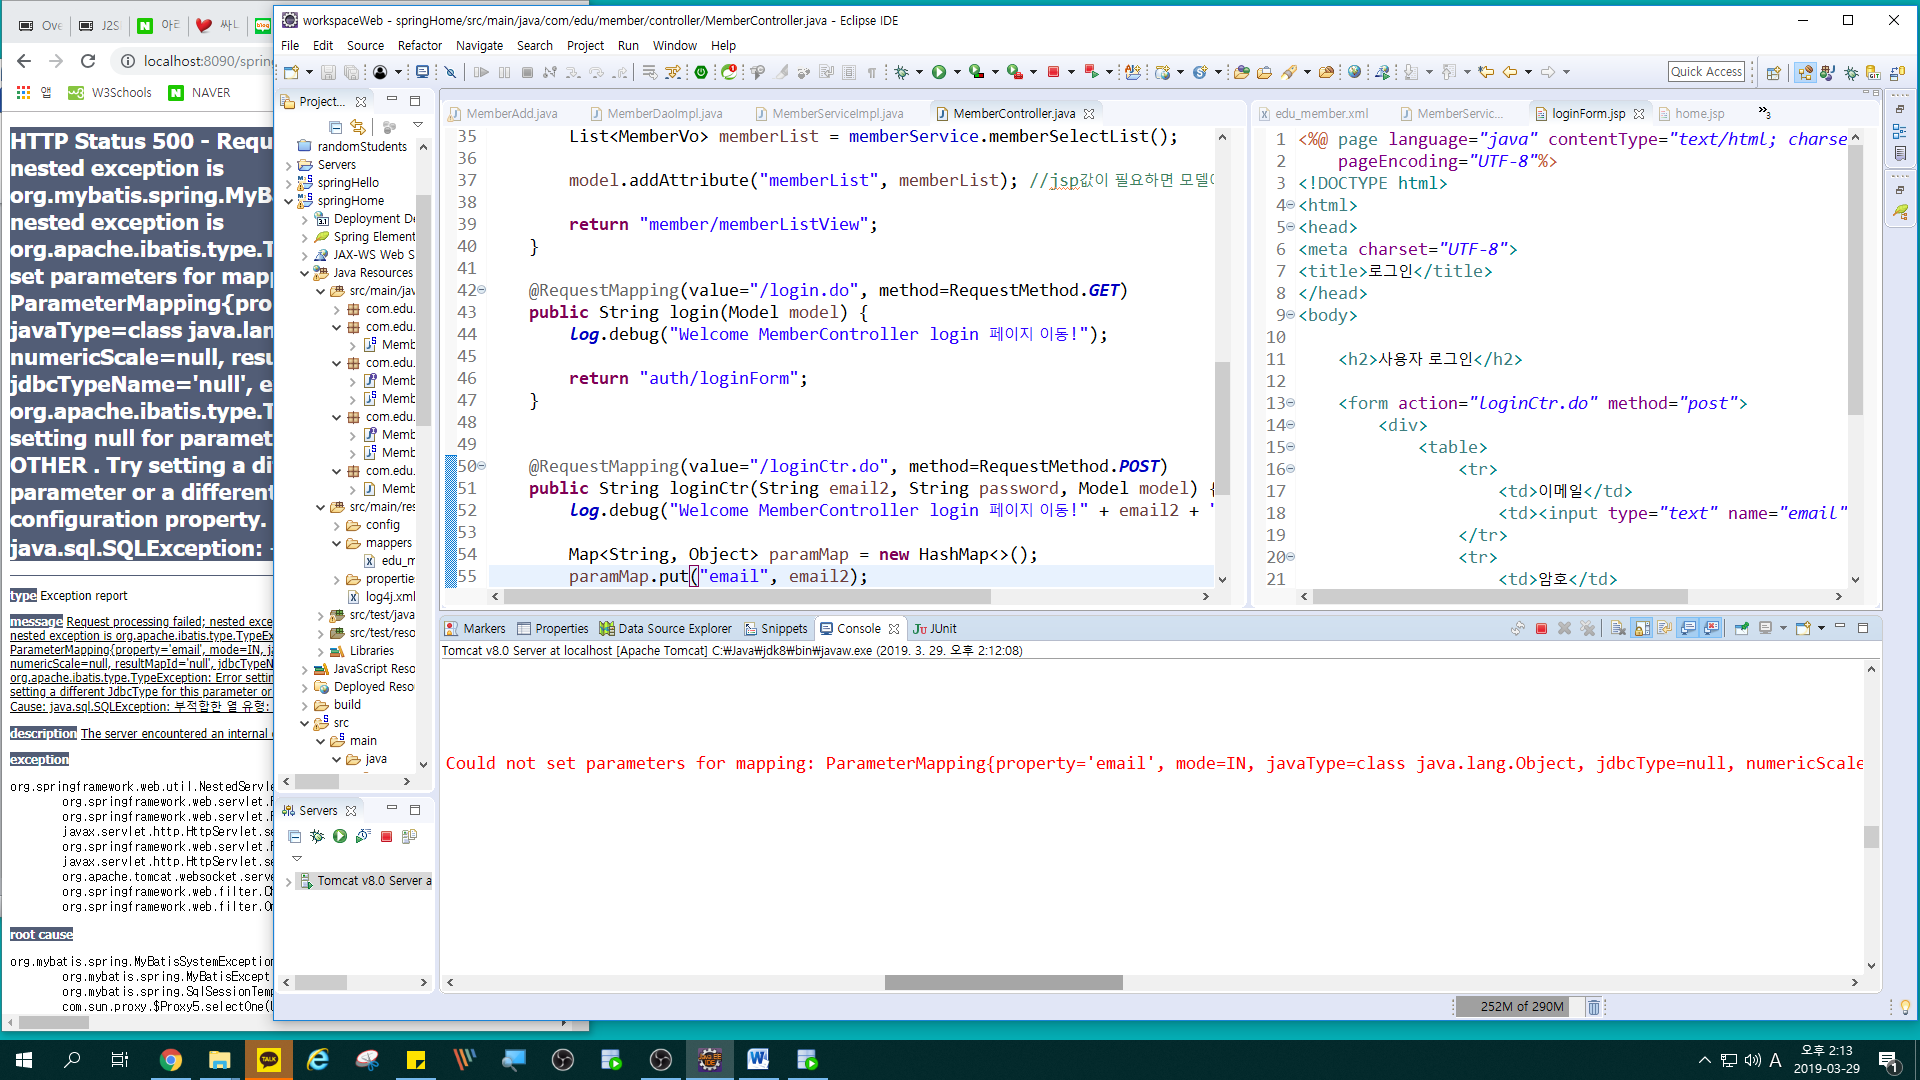 workspaceWeb - springHome/src/main/java/com/edu/member/controller/MemberController.java - Eclipse IDE
File Edit Source Refactor Navigate Search Project Run Window Help
Quick Access
localhost:8090/sprin
앱 W3Schools NAVER
HTTP Status 500 - Requ
nested exception is
org.mybatis.spring.MyBa
nested exception is
org.apache.ibatis.type.T
set parameters for mapp
ParameterMapping{pro
javaType=class java.lan
numericScale=null, resu
jdbcTypeName='null', e
org.apache.ibatis.type.T
setting null for paramet
OTHER . Try setting a di
parameter or a different
configuration property.
java.sql.SQLException:
type Exception report
message Request processing failed; nested exce
nested exception is org.apache.ibatis.type.TypeEx
ParameterMapping{property='email', mode=IN, ja
numericScale=null, resultMapId='null', jdbcTypeN
org.apache.ibatis.type.TypeException: Error settin
setting a different JdbcType for this parameter or
Cause: java.sql.SQLException: 부적합한 열 유형:
description The server encountered an internal
exception
org.springframework.web.util.NestedServle
org.springframework.web.servlet.F
org.springframework.web.servlet.F
javax.servlet.http.HttpServlet.se
org.springframework.web.servlet.F
javax.servlet.http.HttpServlet.se
org.apache.tomcat.websocket.serve
org.springframework.web.filter.Ch
org.springframework.web.filter.On
root cause
org.mybatis.spring.MyBatisSystemException
org.mybatis.spring.MyBatisExcept
org.mybatis.spring.SqlSessionTemp
com.sun.proxy.$Proxy5.selectOne(U
Project...
randomStudents
Servers
springHello
springHome
Deployment De
Spring Element
JAX-WS Web S
Java Resources
src/main/jav
com.edu.
com.edu.
Memb
com.edu.
Memb
Memb
com.edu.
Memb
Memb
com.edu.
Memb
src/main/res
config
mappers
edu_m
propertie
log4j.xml
src/test/java
src/test/reso
Libraries
JavaScript Reso
Deployed Reso
build
src
main
java
Servers
Tomcat v8.0 Server a
MemberAdd.java MemberDaoImpl.java MemberServiceImpl.java MemberController.java
35 List<MemberVo> memberList = memberService.memberSelectList();
36
37 model.addAttribute("memberList", memberList); //jsp값이 필요하면 모델
38
39 return "member/memberListView";
40 }
41
42 @RequestMapping(value="/login.do", method=RequestMethod.GET)
43 public String login(Model model) {
44 log.debug("Welcome MemberController login 페이지 이동!");
45
46 return "auth/loginForm";
47 }
48
49
50 @RequestMapping(value="/loginCtr.do", method=RequestMethod.POST)
51 public String loginCtr(String email2, String password, Model model) {
52 log.debug("Welcome MemberController login 페이지 이동!" + email2 + "
53
54 Map<String, Object> paramMap = new HashMap<>();
55 paramMap.put("email", email2);
edu_member.xml MemberServic... loginForm.jsp home.jsp »3
1 <%@ page language="java" contentType="text/html; charse
2 pageEncoding="UTF-8"%>
3 <!DOCTYPE html>
4 <html>
5 <head>
6 <meta charset="UTF-8">
7 <title>로그인</title>
8 </head>
9 <body>
10
11 <h2>사용자 로그인</h2>
12
13 <form action="loginCtr.do" method="post">
14 <div>
15 <table>
16 <tr>
17 <td>이메일</td>
18 <td><input type="text" name="email"
19 </tr>
20 <tr>
21 <td>암호</td>
Markers Properties Data Source Explorer Snippets Console JUnit
Tomcat v8.0 Server at localhost [Apache Tomcat] C:₩Java₩jdk8₩bin₩javaw.exe (2019. 3. 29. 오후 2:12:08)
Could not set parameters for mapping: ParameterMapping{property='email', mode=IN, javaType=class java.lang.Object, jdbcType=null, numericScale
252M of 290M
TALK
A 오후 2:13
2019-03-29
1